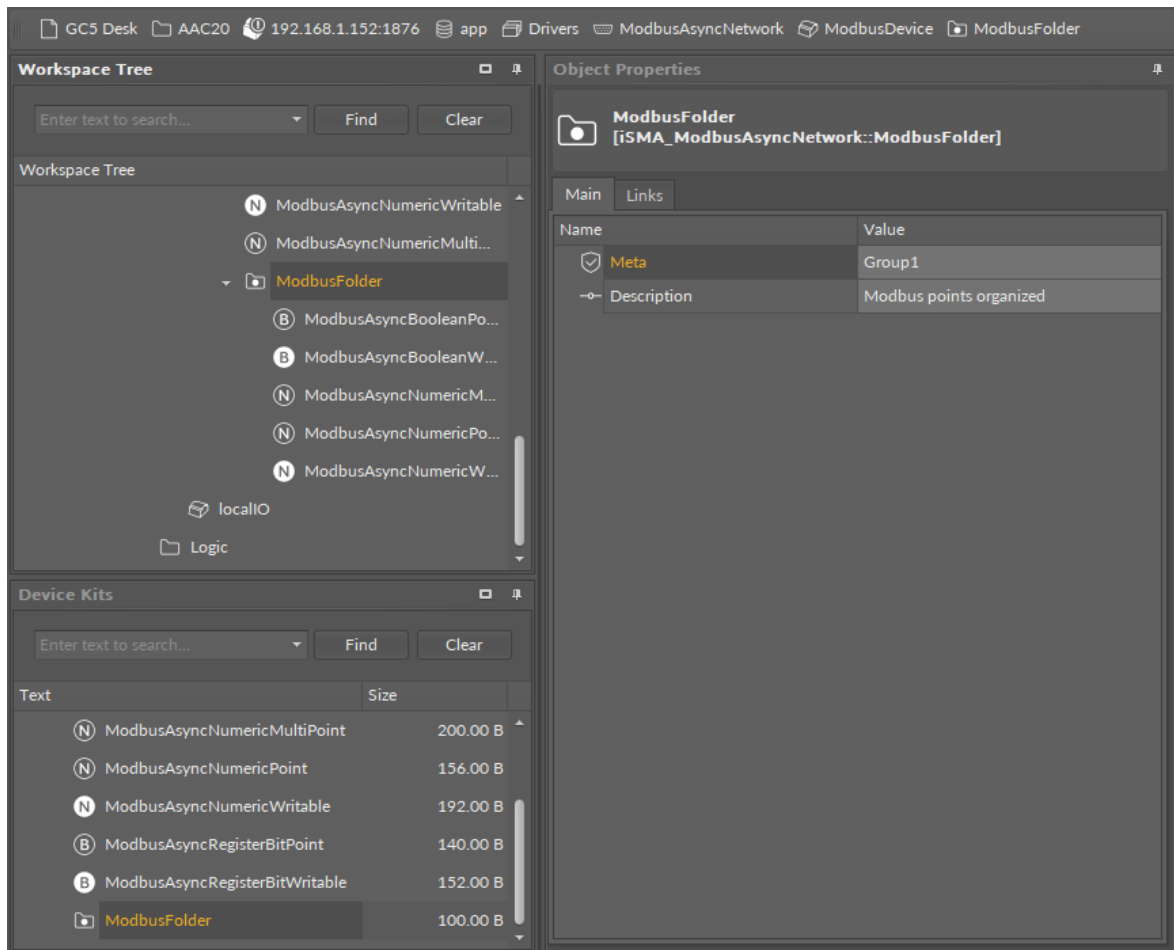 GC5 Desk AAC20 192.168.1.152:1876 app Drivers ModbusAsyncNetwork ModbusDevice ModbusFolder
Workspace Tree
Enter text to search... Find Clear
Workspace Tree
N ModbusAsyncNumericWritable
N ModbusAsyncNumericMulti...
ModbusFolder
B ModbusAsyncBooleanPo...
B ModbusAsyncBooleanW...
N ModbusAsyncNumericM...
N ModbusAsyncNumericPo...
N ModbusAsyncNumericW...
localIO
Logic
Device Kits
Enter text to search... Find Clear
Text Size
N ModbusAsyncNumericMultiPoint 200.00 B
N ModbusAsyncNumericPoint 156.00 B
N ModbusAsyncNumericWritable 192.00 B
B ModbusAsyncRegisterBitPoint 140.00 B
B ModbusAsyncRegisterBitWritable 152.00 B
ModbusFolder 100.00 B
Object Properties
ModbusFolder
[iSMA_ModbusAsyncNetwork::ModbusFolder]
Main Links
Name Value
Meta Group1
Description Modbus points organized